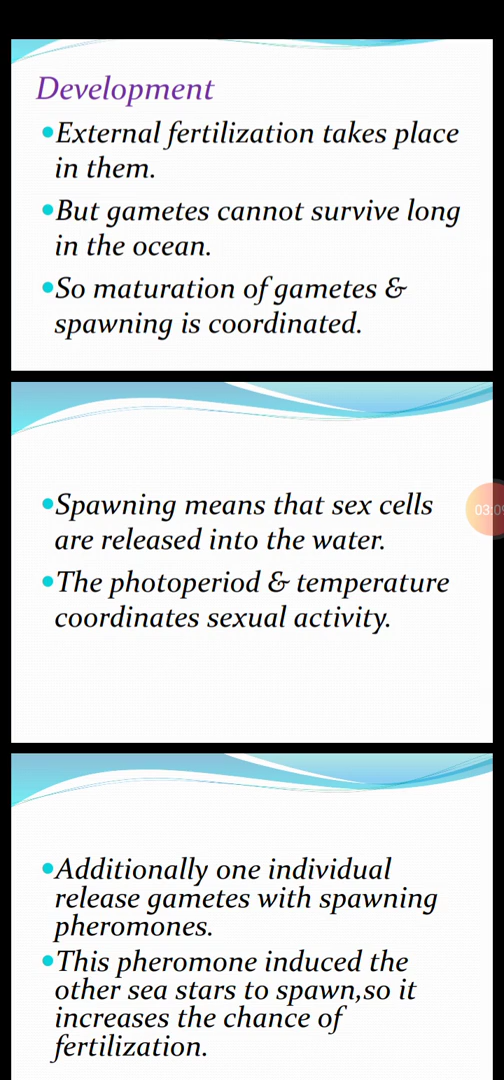 Development
•External fertilization takes place
in them.
•But gametes cannot survive long
in the ocean.
•So maturation of gametes &
spawning is coordinated.
•Spawning means that sex cells
are released into the water.
•The photoperiod & temperature
coordinates sexual activity.
•Additionally one individual
release gametes with spawning
pheromones.
•This pheromone induced the
other sea stars to spawn,so it
increases the chance of
fertilization.